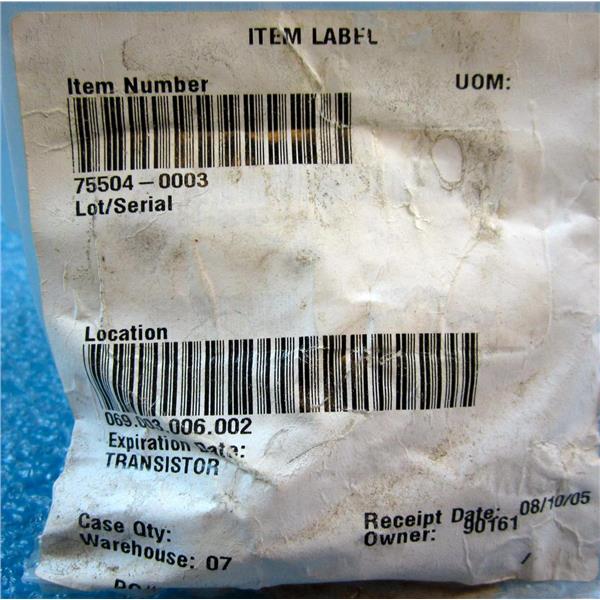 ITEM LABEL
Item Number UOM:
75504-0003
Lot/Serial
Location
069.003.006.002
Expiration Date:
TRANSISTOR
Case Qty: Receipt Date: 08/10/05
Warehouse: 07 Owner: 90161